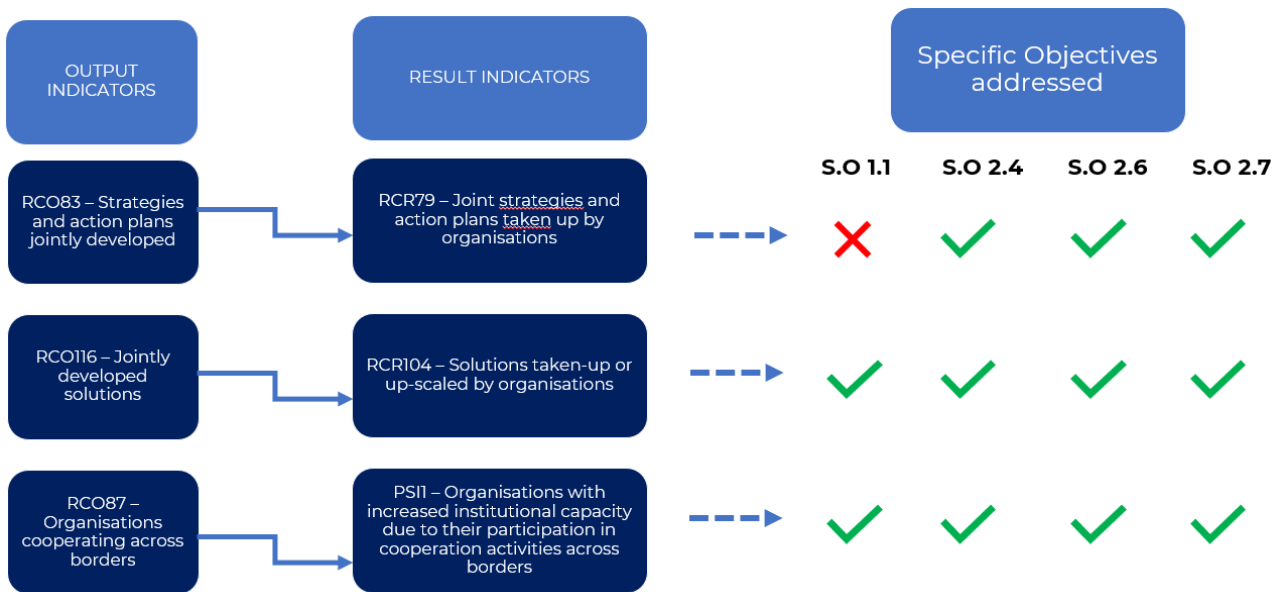 OUTPUT
INDICATORS
RESULT INDICATORS
Specific Objectives
addressed
S.O 1.1
S.O 2.4
S.O 2.6
S.O 2.7
RCO83 – Strategies
and action plans
jointly developed
RCR79 – Joint strategies and
action plans taken up by
organisations
RCO116 – Jointly
developed
solutions
RCR104 – Solutions taken-up or
up-scaled by organisations
RCO87 –
Organisations
cooperating across
borders
PSI1 – Organisations with
increased institutional capacity
due to their participation in
cooperation activities across
borders